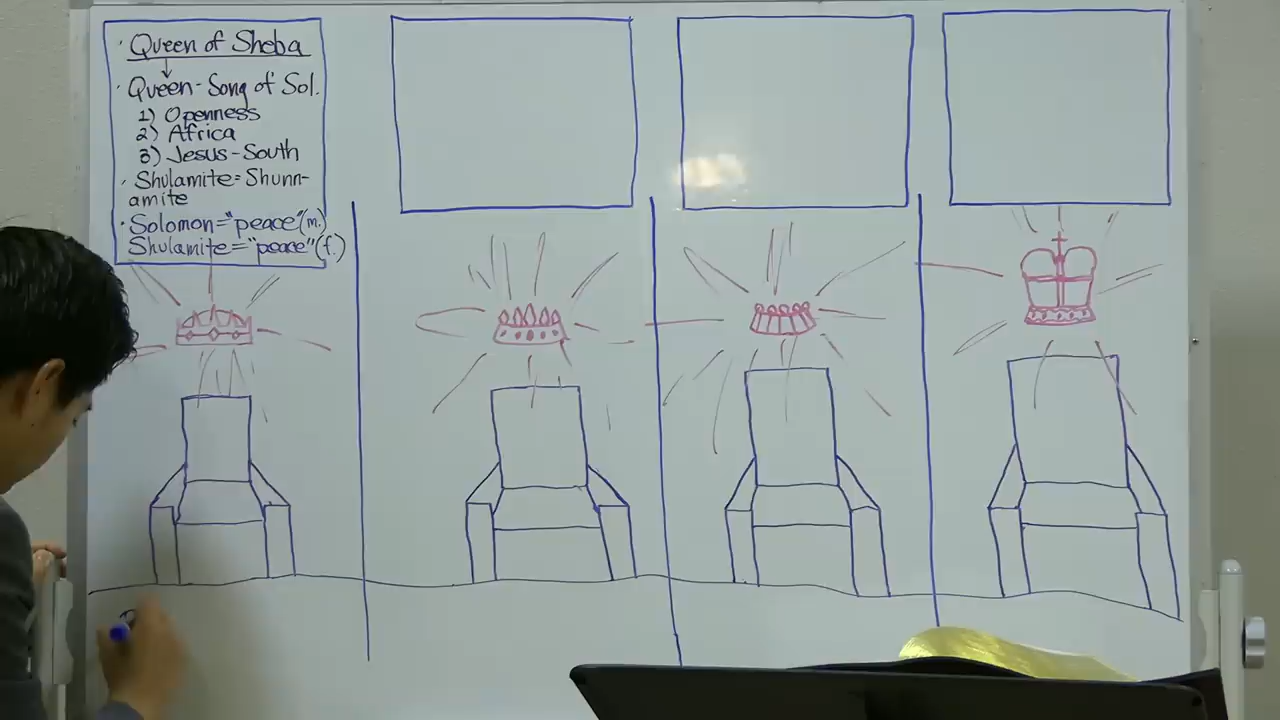 · Queen of Sheba
· Queen-Song of Sol.
1) Openness
2) Africa
3) Jesus-South
· Shulamite=Shunn-
amite
· Solomon="peace"(m.)
Shulamite="peace"(f.)